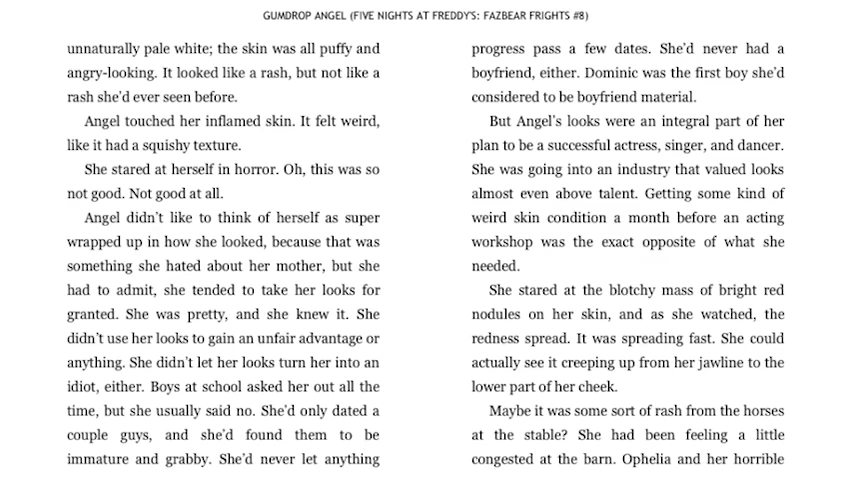 GUMDROP ANGEL (FIVE NIGHTS AT FREDDY'S: FAZBEAR FRIGHTS #8)
unnaturally pale white; the skin was all puffy and
angry-looking. It looked like a rash, but not like a
rash she'd ever seen before.
Angel touched her inflamed skin. It felt weird,
like it had a squishy texture.
She stared at herself in horror. Oh, this was so
not good. Not good at all.
Angel didn't like to think of herself as super
wrapped up in how she looked, because that was
something she hated about her mother, but she
had to admit, she tended to take her looks for
granted. She was pretty, and she knew it. She
didn't use her looks to gain an unfair advantage or
anything. She didn't let her looks turn her into an
idiot, either. Boys at school asked her out all the
time, but she usually said no. She'd only dated a
couple guys, and she'd found them to be
immature and grabby. She'd never let anything
progress pass a few dates. She'd never had a
boyfriend, either. Dominic was the first boy she'd
considered to be boyfriend material.
But Angel's looks were an integral part of her
plan to be a successful actress, singer, and dancer.
She was going into an industry that valued looks
almost even above talent. Getting some kind of
weird skin condition a month before an acting
workshop was the exact opposite of what she
needed.
She stared at the blotchy mass of bright red
nodules on her skin, and as she watched, the
redness spread. It was spreading fast. She could
actually see it creeping up from her jawline to the
lower part of her cheek.
Maybe it was some sort of rash from the horses
at the stable? She had been feeling a little
congested at the barn. Ophelia and her horrible